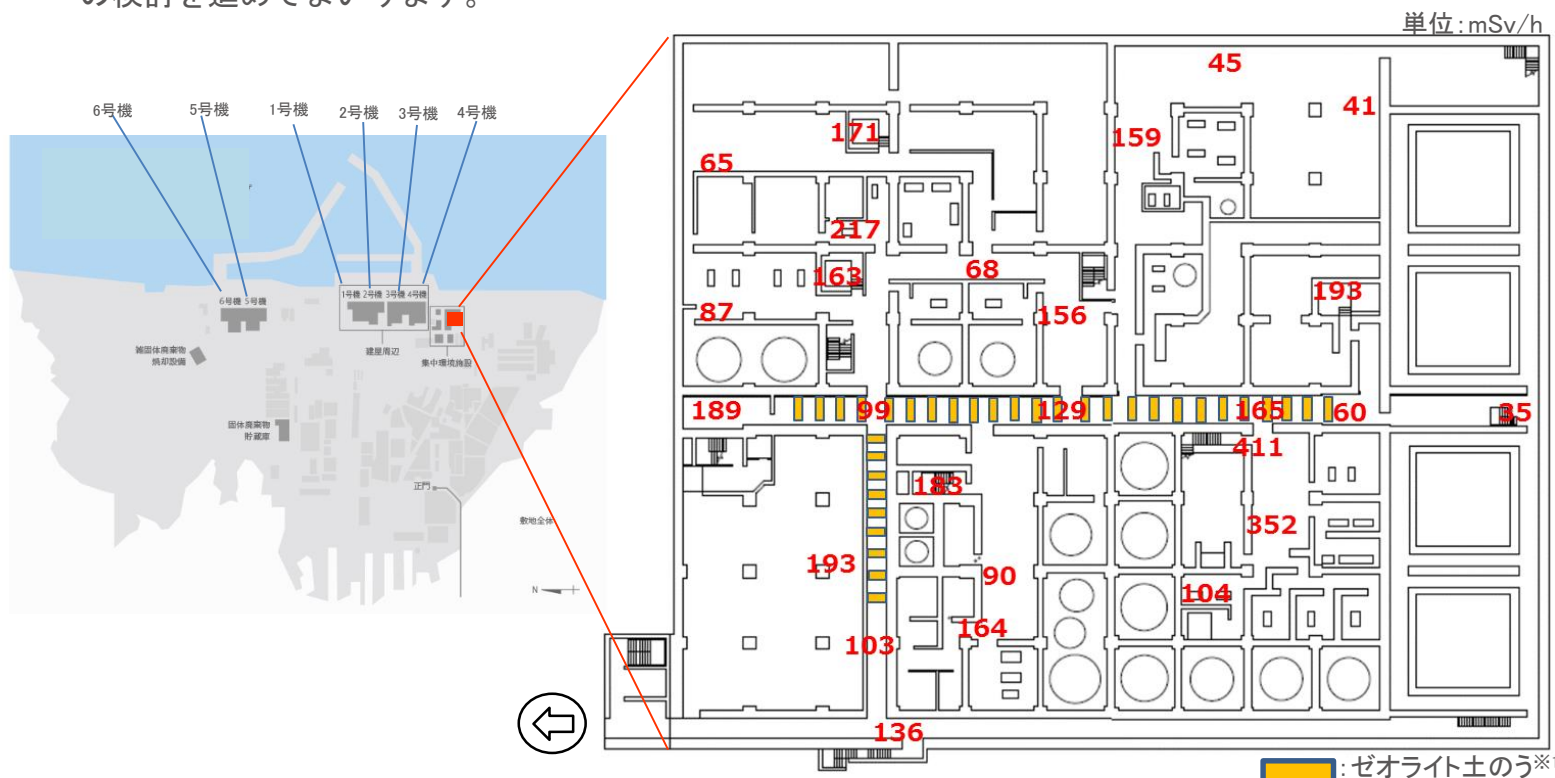 の検討を進めてまいります。
単位:mSv/h
6号機
5号機
1号機
2号機
3号機
4号機
6号機 5号機
1号機 2号機
3号機 4号機
建屋周辺
集中環境施設
雑固体廃棄物
焼却設備
固体廃棄物
貯蔵庫
正門
敷地全体
N
45
41
171
159
65
217
68
163
193
87
156
189
99
129
165
60
35
411
183
352
193
90
104
164
103
136
:ゼオライト土のう※1